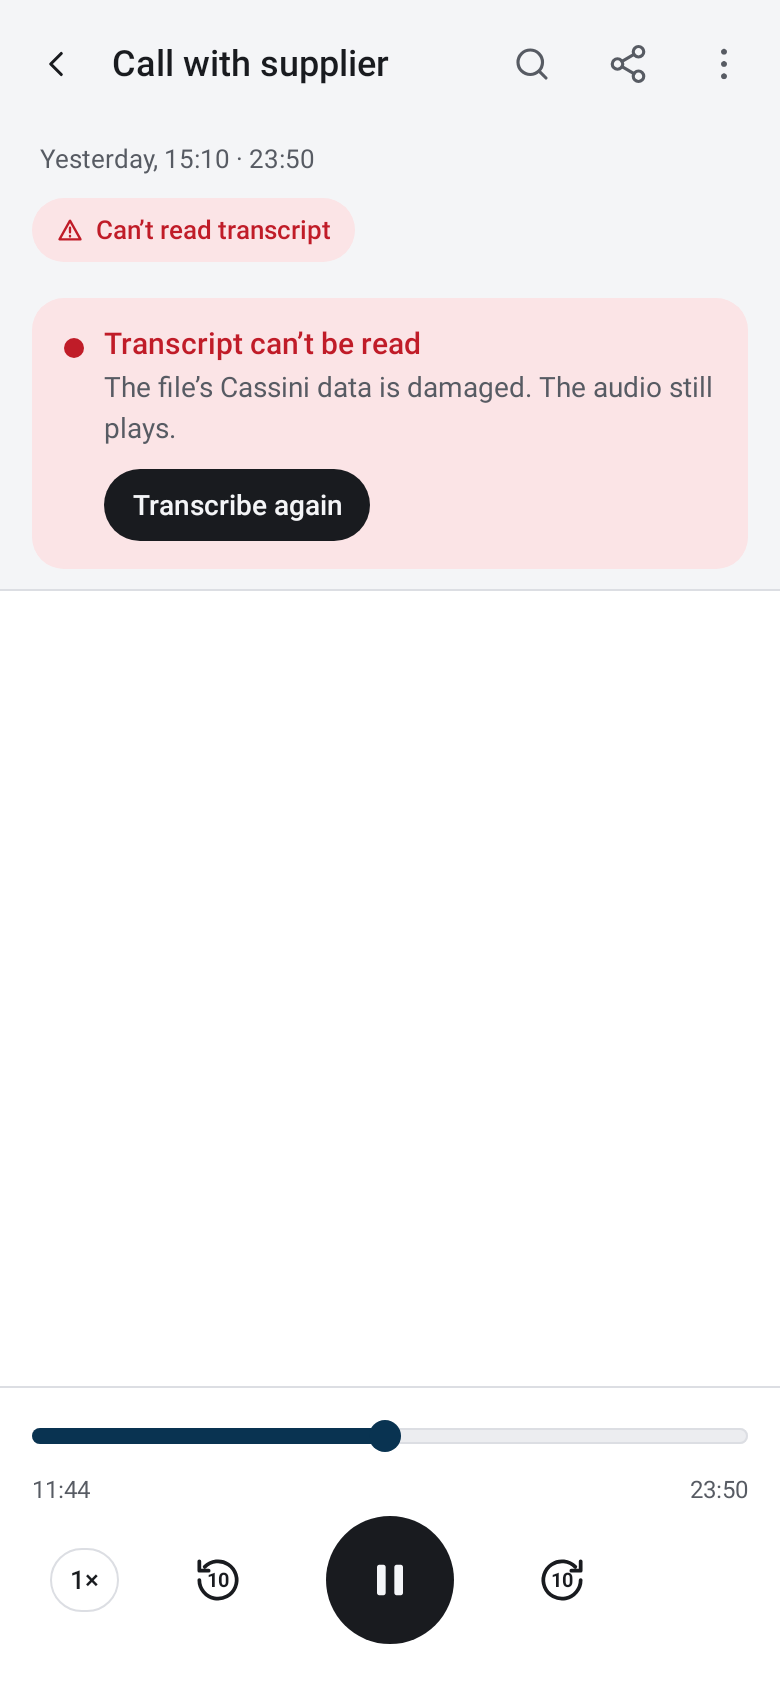 Call with supplier
Yesterday, 15:10 · 23:50
Can’t read transcript
Transcript can’t be read
The file’s Cassini data is damaged. The audio still
plays.
Transcribe again
11:44
23:50
1×
10
10